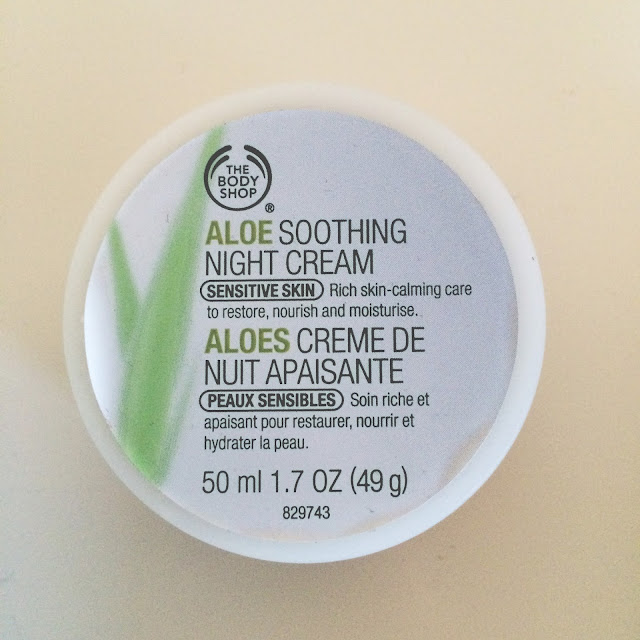 THE
BODY
SHOP
®
ALOE SOOTHING
NIGHT CREAM
SENSITIVE SKIN Rich skin-calming care
to restore, nourish and moisturise.
ALOES CREME DE
NUIT APAISANTE
PEAUX SENSIBLES Soin riche et
apaisant pour restaurer, nourrir et
hydrater la peau.
50 ml 1.7 OZ (49 g)
829743